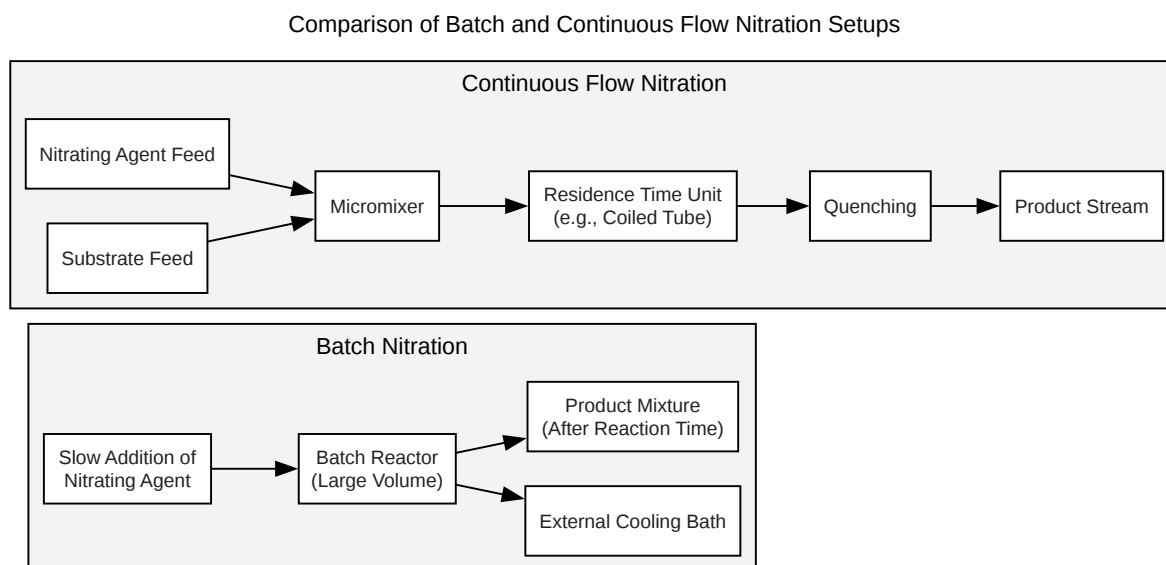 Comparison of Batch and Continuous Flow Nitration Setups
Continuous Flow Nitration
Nitrating Agent Feed
Substrate Feed
Micromixer
Residence Time Unit
(e.g., Coiled Tube)
Quenching
Product Stream
Batch Nitration
Slow Addition of
Nitrating Agent
Batch Reactor
(Large Volume)
Product Mixture
(After Reaction Time)
External Cooling Bath